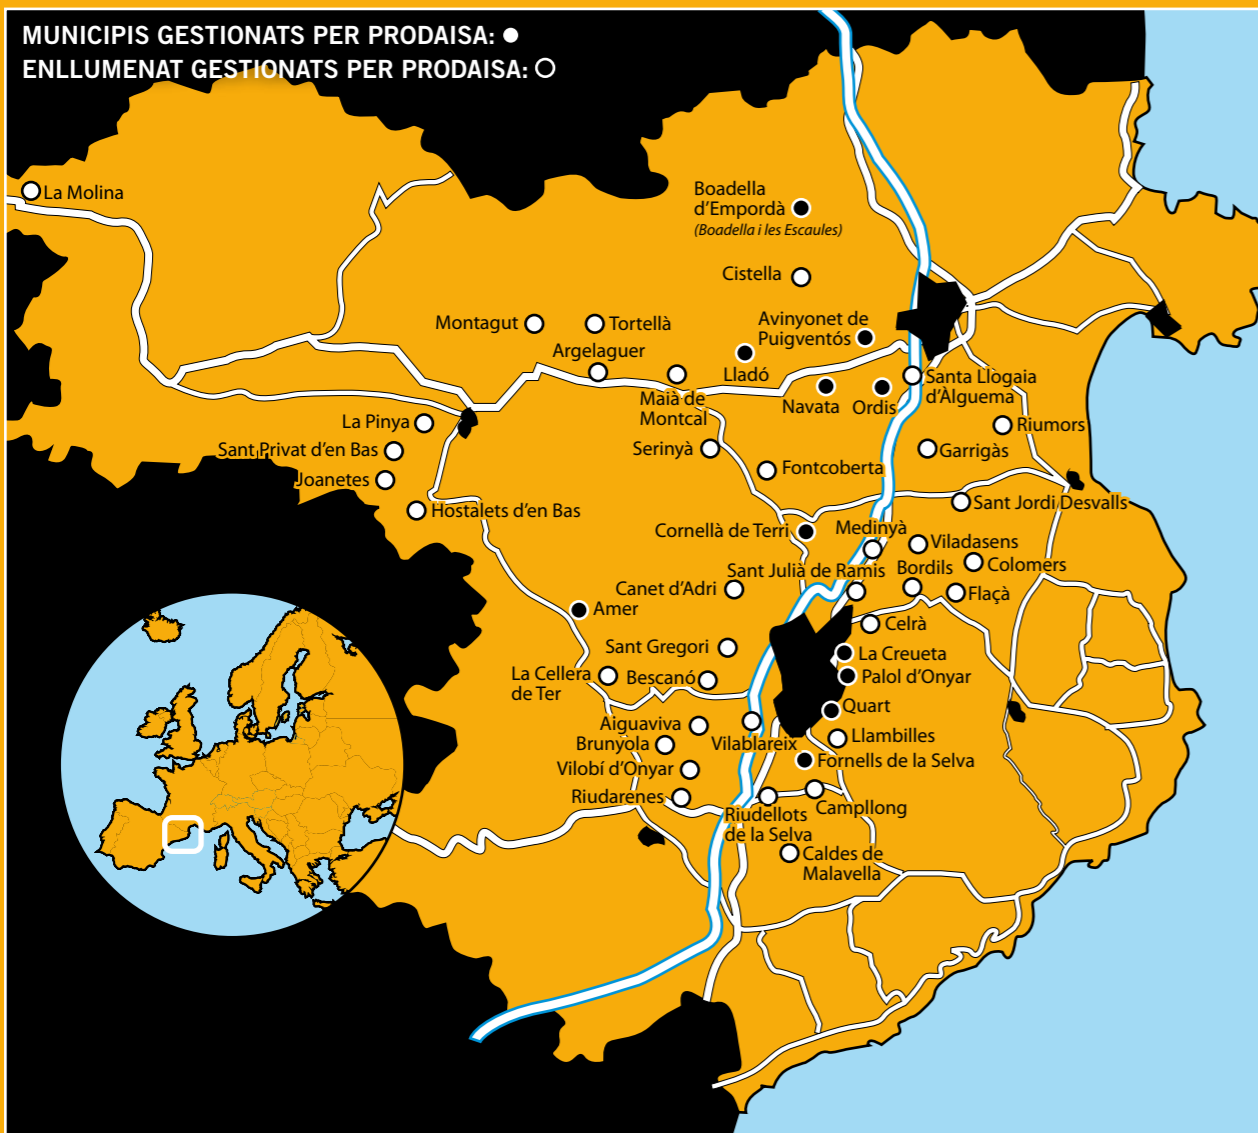 MUNICIPIS GESTIONATS PER PRODAISA:
ENLLUMENAT GESTIONATS PER PRODAISA:
La Molina
Boadella
d'Empordà
(Boadella i les Escaules)
Cistella
Montagut
Tortellà
Avinyonet de
Puigventós
Argelaguer
Lladó
Maià de
Montcal
Navata
Ordis
Santa Llògaia
d'Àlguema
La Pinya
Riumors
Sant Privat d'en Bas
Serinyà
Garrigàs
Joanetes
Fontcoberta
Hostalets d'en Bas
Sant Jordi Desvalls
Cornellà de Terri
Medinyà
Viladasens
Colomers
Sant Julià de Ramis
Bordils
Canet d'Adri
Flaçà
Amer
Celrà
Sant Gregori
La Creueta
La Cellera
de Ter
Bescanó
Palol d'Onyar
Quart
Aiguaviva
Vilablareix
Llambilles
Brunyola
Fornells de la Selva
Vilobí d'Onyar
Riudarenes
Riudellots
de la Selva
Campllong
Caldes de
Malavella